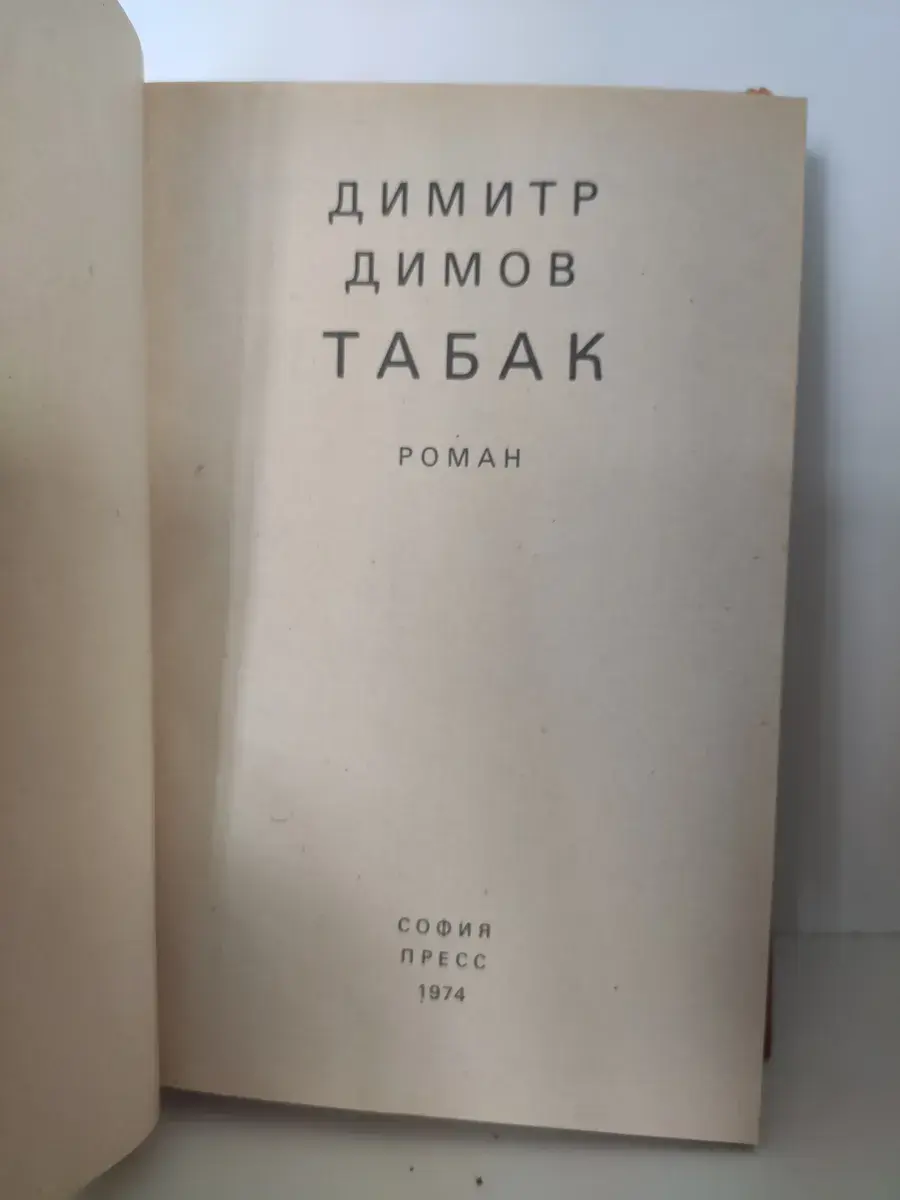 ДИМИТР
ДИМОВ
ТАБАК
РОМАН
СОФИЯ
ПРЕСС
1974